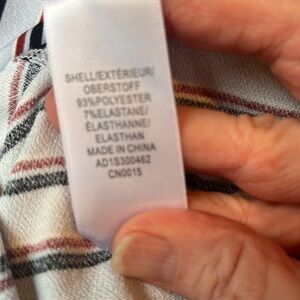 SHELL/EXTÉRIEUR/
OBERSTOFF
93%POLYESTER
7%ELASTANE/
ÉLASTHANNE/
ELASTHAN
MADE IN CHINA
AD1S300462
CN0015